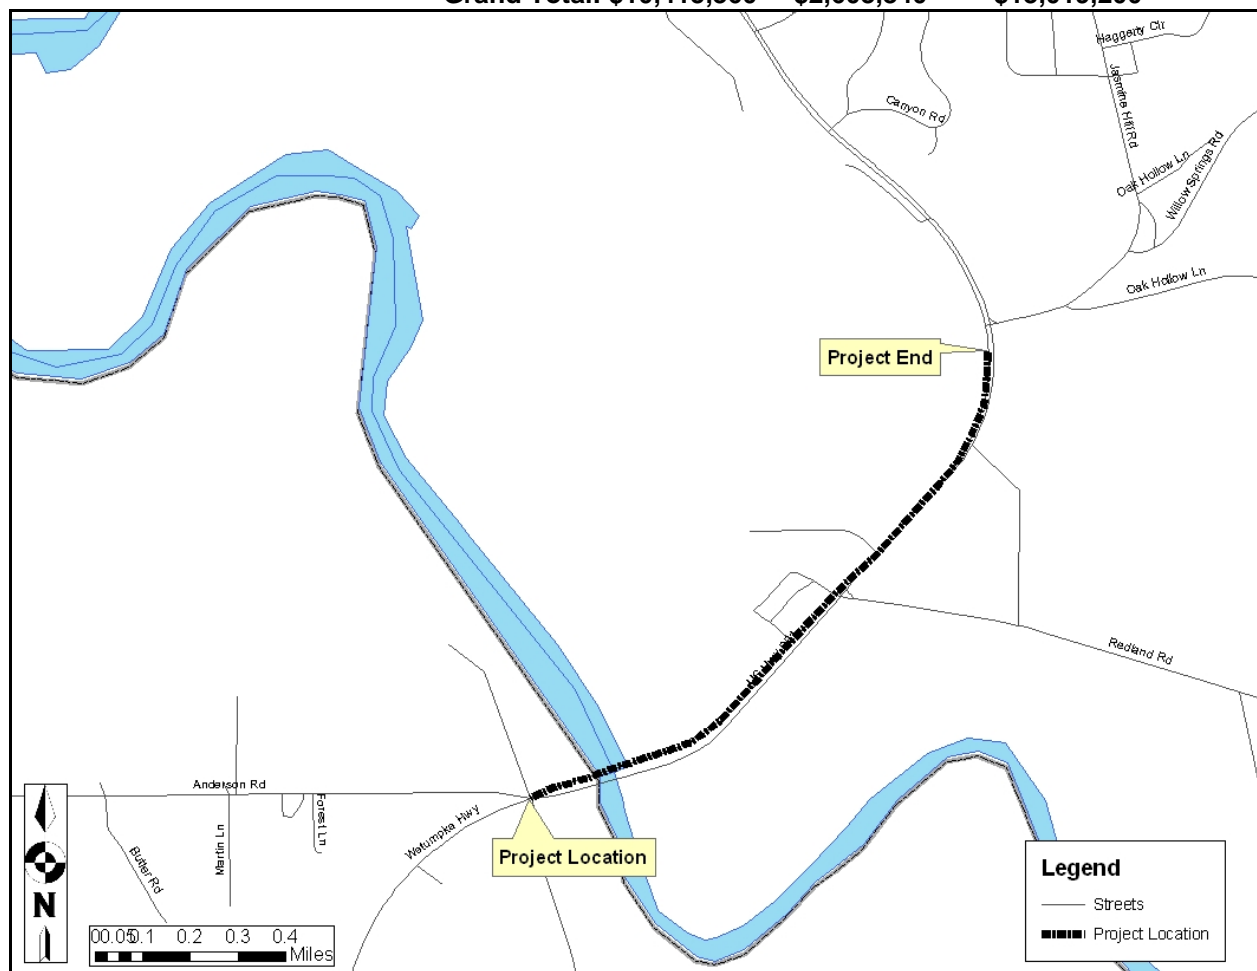 Haggerty Cir
Jasmine Hill Rd
Canyon Rd
Oak Hollow Ln
Willow Springs Rd
Oak Hollow Ln
Project End
Redland Rd
Anderson Rd
Forest Ln
Martin Ln
Butler Rd
Wetumpka Hwy
Project Location
N
0 0.05 0.1 0.2 0.3 0.4
Miles
Legend
Streets
Project Location